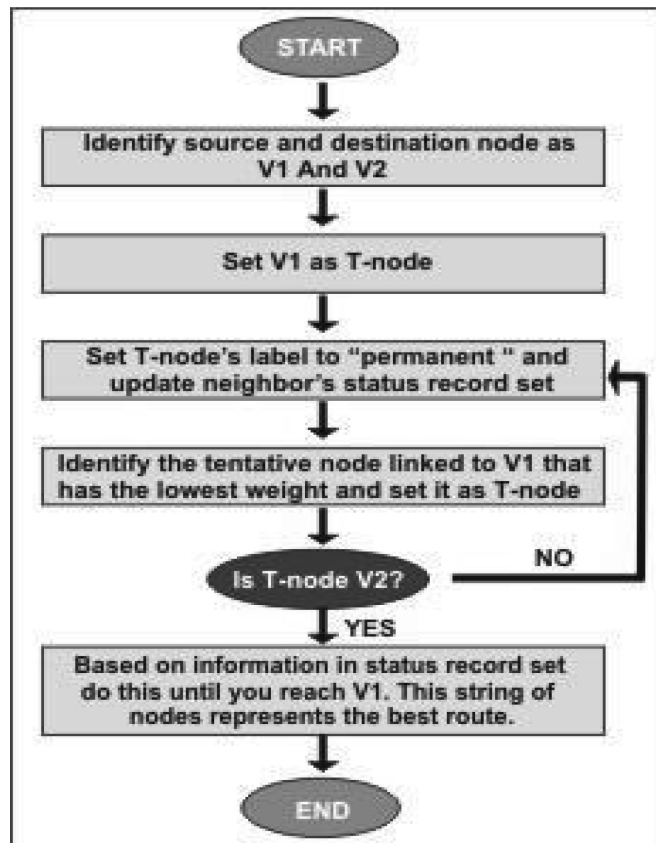 START
Identify source and destination node as
V1 And V2
Set V1 as T-node
Set T-node's label to “permanent “ and
update neighbor's status record set
Identify the tentative node linked to V1 that
has the lowest weight and set it as T-node
Is T-node V2?
NO
YES
Based on information in status record set
do this until you reach V1. This string of
nodes represents the best route.
END